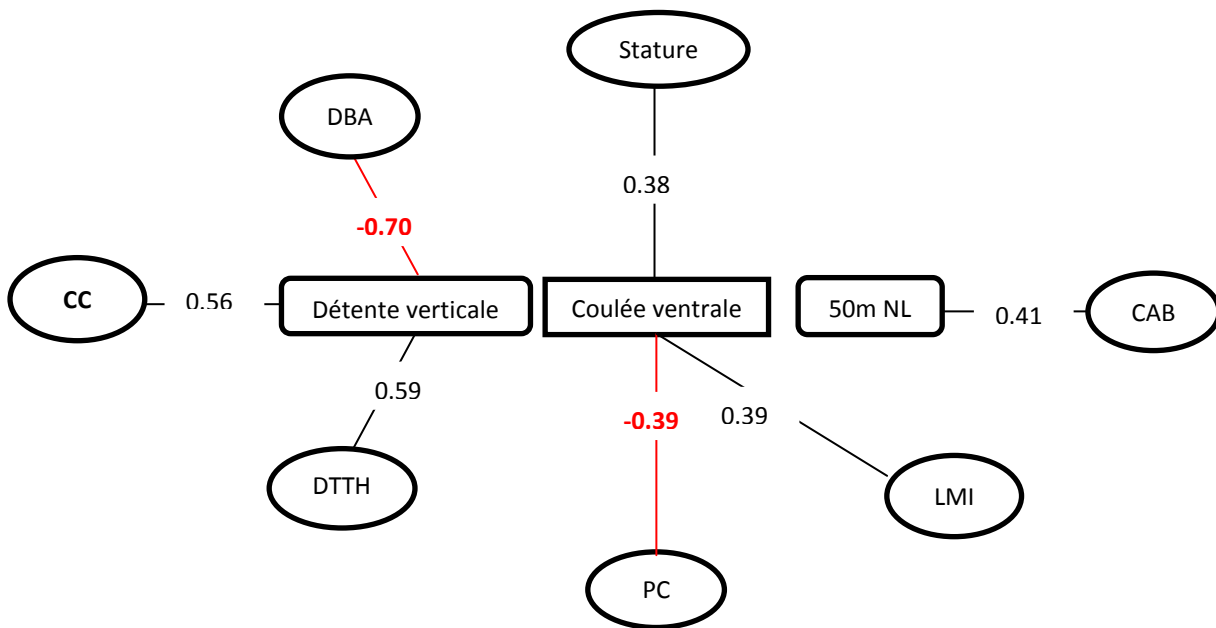 Stature
DBA
0.38
-0.70
CC
0.56
Détente verticale
Coulée ventrale
50m NL
0.41
CAB
0.59
-0.39
0.39
DTTH
LMI
PC